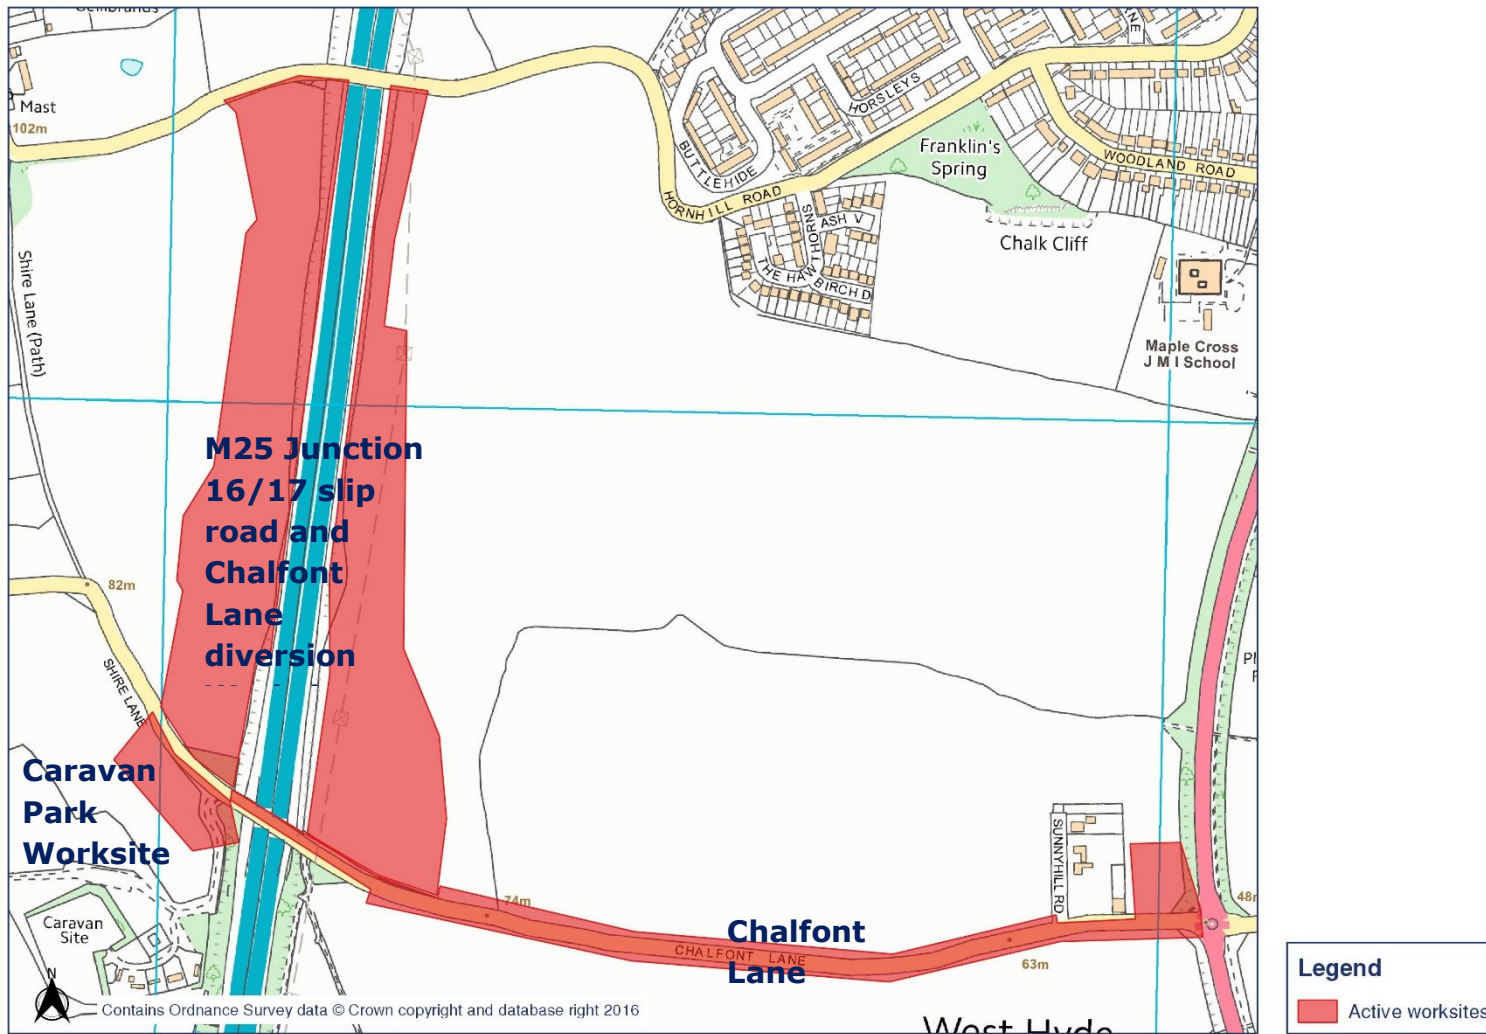 Mast
102m
HORSLEYS
BUTTLEHIDE
HORNHILL ROAD
Franklin's
Spring
WOODLAND ROAD
Chalk Cliff
ASH V
THE HAWTHORNS
BIRCH D
Shire Lane (Path)
Maple Cross
J M I School
M25 Junction
16/17 slip
road and
Chalfont
Lane
diversion
82m
SHIRE LANE
Caravan
Park
Worksite
Caravan
Site
74m
CHALFONT LANE
Chalfont
Lane
63m
SUNNYHILL RD
48m
West Hyde
N
Contains Ordnance Survey data © Crown copyright and database right 2016
Legend
Active worksites